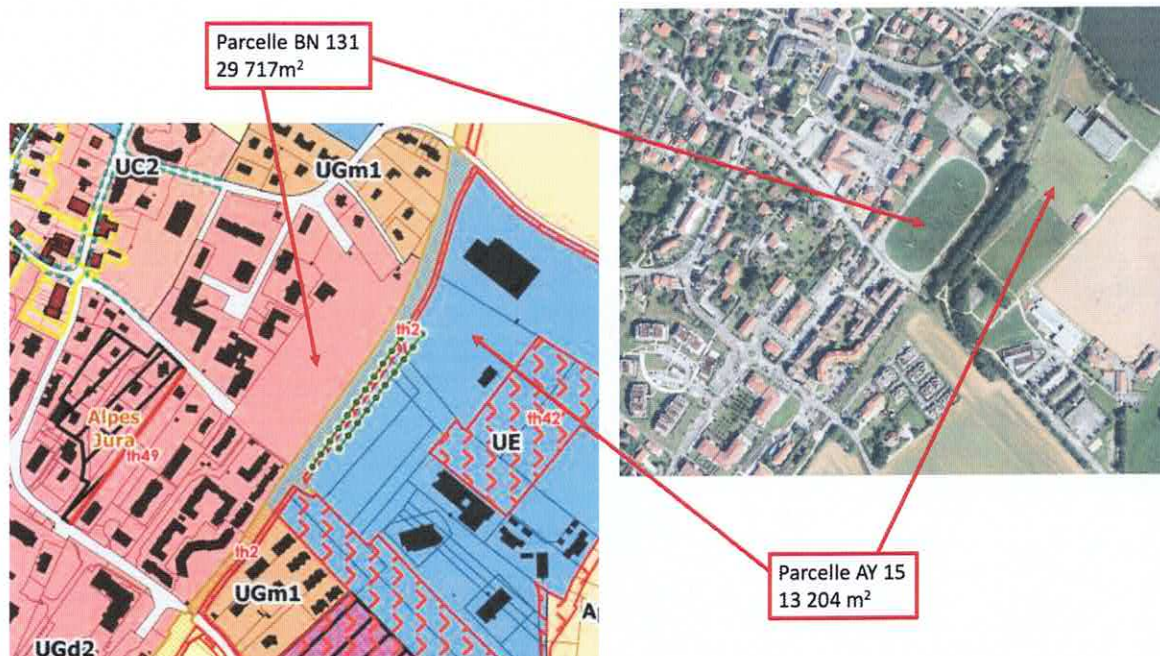 Parcelle BN 131
29 717m²
UC2
UGm1
th2
th42
UE
Alpes
Jura
th49
th2
UGm1
UGd2
Parcelle AY 15
13 204 m²